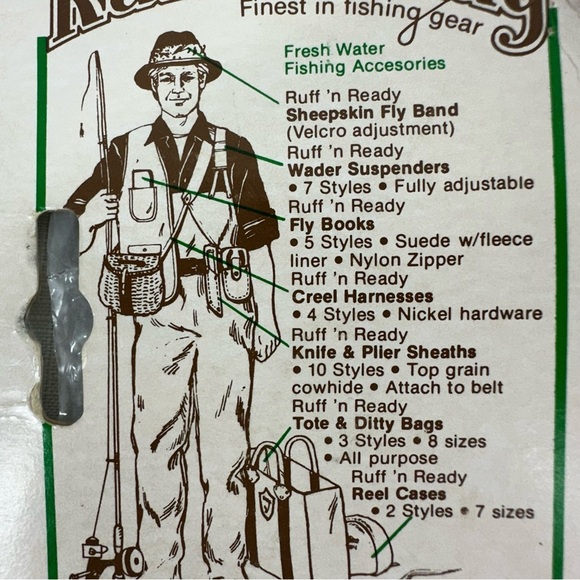 Finest in fishing gear
Fresh Water
Fishing Accesories
Ruff 'n Ready
Sheepskin Fly Band
(Velcro adjustment)
Ruff 'n Ready
Wader Suspenders
• 7 Styles • Fully adjustable
Ruff 'n Ready
Fly Books
• 5 Styles • Suede w/fleece
liner • Nylon Zipper
Ruff 'n Ready
Creel Harnesses
• 4 Styles • Nickel hardware
Ruff 'n Ready
Knife & Plier Sheaths
• 10 Styles • Top grain
cowhide • Attach to belt
Ruff 'n Ready
Tote & Ditty Bags
• 3 Styles • 8 sizes
• All purpose
Ruff 'n Ready
Reel Cases
• 2 Styles • 7 sizes